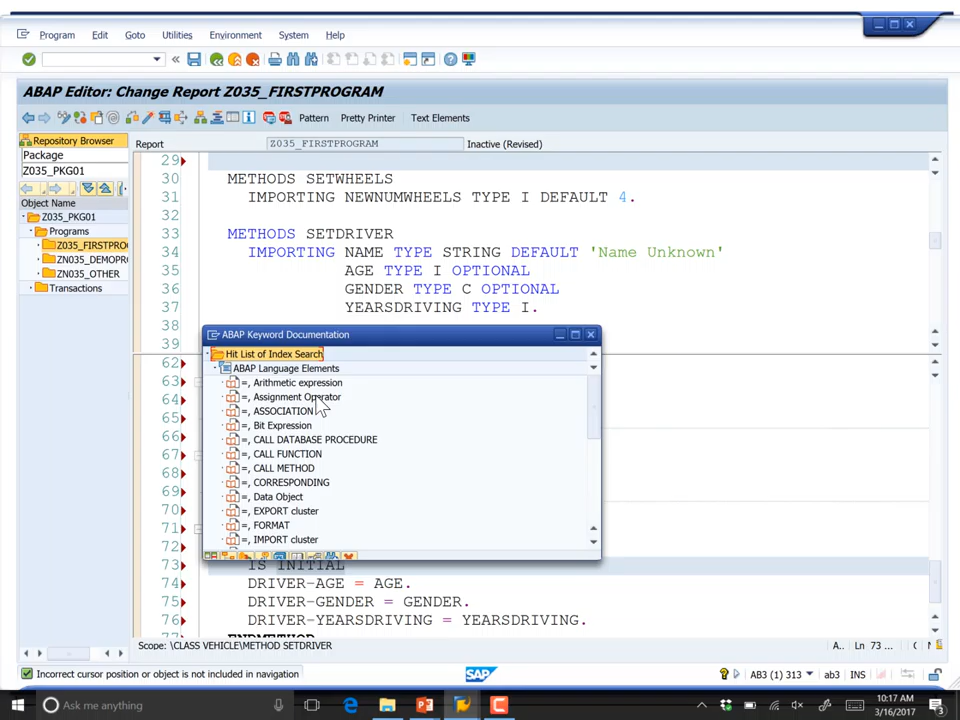 Program Edit Goto Utilities Environment System Help
ABAP Editor: Change Report Z035_FIRSTPROGRAM
Pattern Pretty Printer Text Elements
Repository Browser
Package
Z035_PKG01
Object Name
Z035_PKG01
Programs
Z035_FIRSTPRO
ZN035_DEMOPR
ZN035_OTHER
Transactions
Report Z035_FIRSTPROGRAM Inactive (Revised)
29
30 METHODS SETWHEELS
31 IMPORTING NEWNUMWHEELS TYPE I DEFAULT 4.
32
33 METHODS SETDRIVER
34 IMPORTING NAME TYPE STRING DEFAULT 'Name Unknown'
35 AGE TYPE I OPTIONAL
36 GENDER TYPE C OPTIONAL
37 YEARSDRIVING TYPE I.
38
39
ABAP Keyword Documentation
Hit List of Index Search
ABAP Language Elements
=, Arithmetic expression
=, Assignment Operator
=, ASSOCIATION
=, Bit Expression
=, CALL DATABASE PROCEDURE
=, CALL FUNCTION
=, CALL METHOD
=, CORRESPONDING
=, Data Object
=, EXPORT cluster
=, FORMAT
=, IMPORT cluster
62
63
64
65
66
67
68
69
70
71
72
73 IS INITIAL
74 DRIVER-AGE = AGE.
75 DRIVER-GENDER = GENDER.
76 DRIVER-YEARSDRIVING = YEARSDRIVING.
77 ENDMETHOD
Scope: \CLASS VEHICLE\METHOD SETDRIVER
Ln 73 ...
Incorrect cursor position or object is not included in navigation
SAP
AB3 (1) 313 ab3 INS
Ask me anything
10:17 AM
3/16/2017